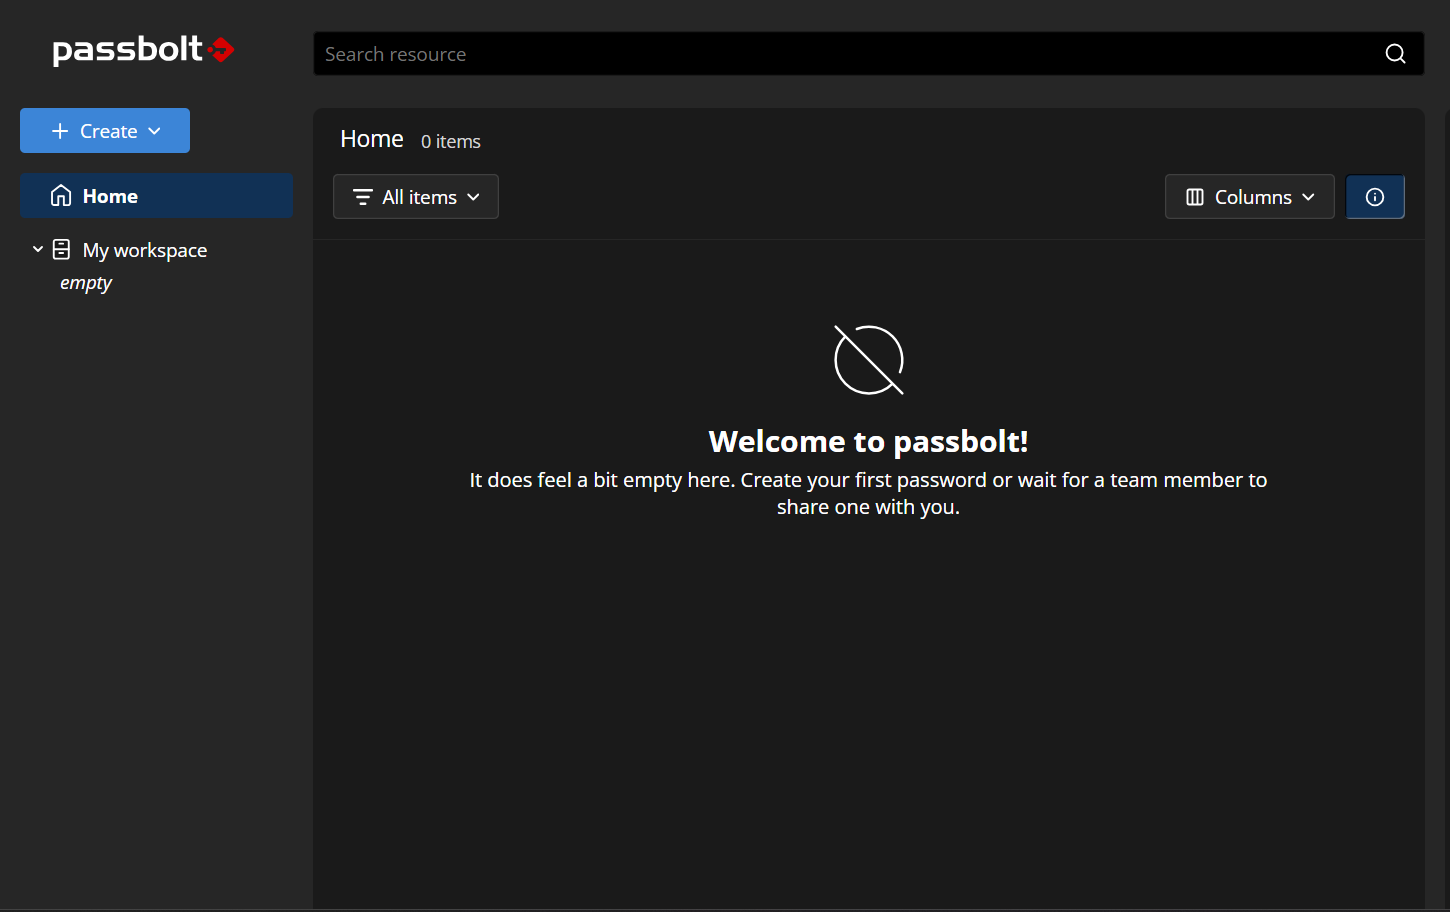 passbolt
Search resource
Create
Home
My workspace
empty
Home 0 items
All items
Columns
Welcome to passbolt!
It does feel a bit empty here. Create your first password or wait for a team member to
share one with you.